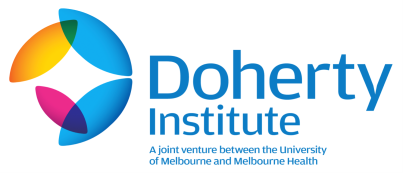 Doherty
Institute
A joint venture between the University
of Melbourne and Melbourne Health